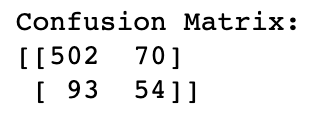 Confusion Matrix:
[[502  70]
 [ 93  54]]